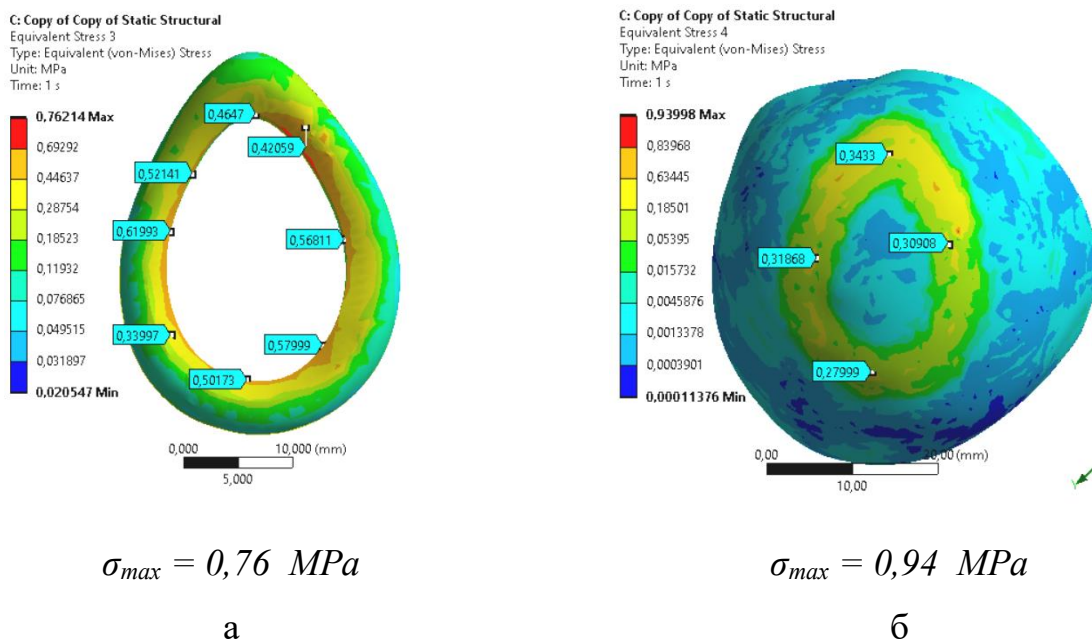 C: Copy of Copy of Static Structural
Equivalent Stress 3
Type: Equivalent (von-Mises) Stress
Unit: MPa
Time: 1 s
0,76214 Max
0,69292
0,44637
0,28754
0,18523
0,11932
0,076865
0,049515
0,031897
0,020547 Min
0,4647
0,42059
0,52141
0,61993
0,56811
0,33997
0,57999
0,50173
0,000
10,000 (mm)
5,000
σmax = 0,76 MPa
а
C: Copy of Copy of Static Structural
Equivalent Stress 4
Type: Equivalent (von-Mises) Stress
Unit: MPa
Time: 1 s
0,93998 Max
0,83968
0,63445
0,18501
0,05395
0,015732
0,0045876
0,0013378
0,0003901
0,00011376 Min
0,3433
0,30908
0,31868
0,27999
0,00
20,00 (mm)
10,00
Y
σmax = 0,94 MPa
б